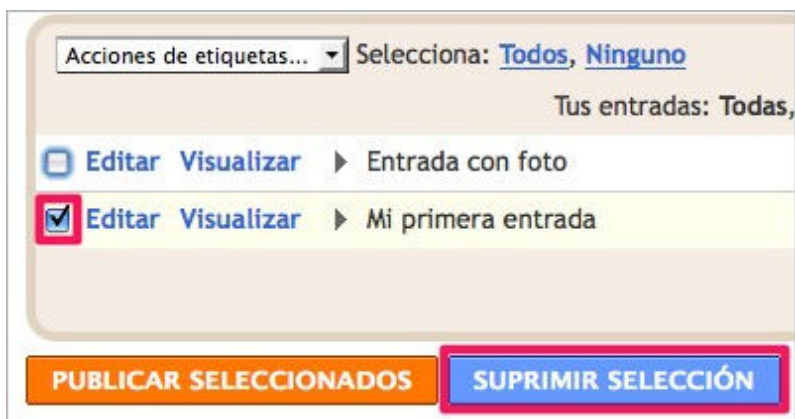 Acciones de etiquetas... Selecciona: Todos, Ninguno
Tus entradas: Todas,
Editar Visualizar Entrada con foto
Editar Visualizar Mi primera entrada
PUBLICAR SELECCIONADOS SUPRIMIR SELECCIÓN